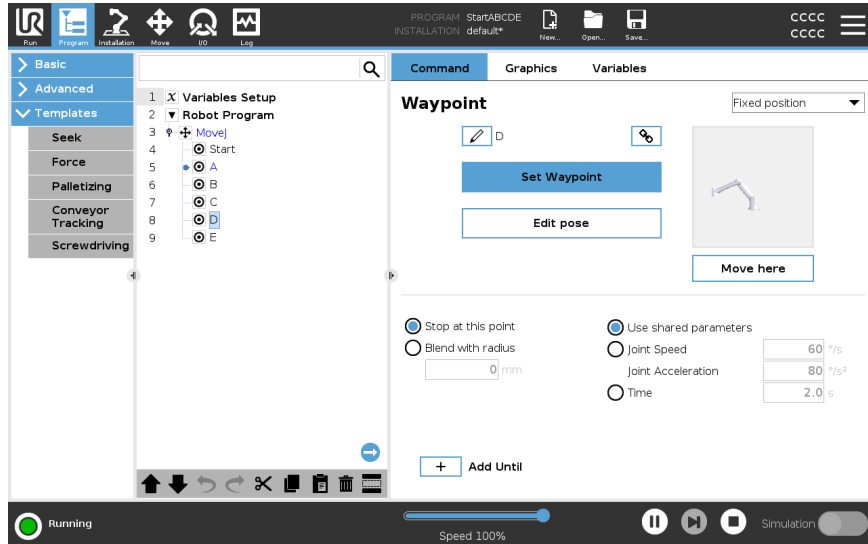 UR
Run
Program
Installation
Move
I/O
Log
PROGRAM StartABCDE
INSTALLATION default*
New...
Open...
Save...
CCCC
CCCC
Basic
Advanced
Templates
Seek
Force
Palletizing
Conveyor
Tracking
Screwdriving
1 X Variables Setup
2 Robot Program
3 MoveJ
4 Start
5 A
6 B
7 C
8 D
9 E
Command Graphics Variables
Waypoint
Fixed position
D
Set Waypoint
Edit pose
Move here
Stop at this point
Blend with radius
0 mm
Use shared parameters
Joint Speed 60 °/s
Joint Acceleration 80 °/s²
Time 2.0 s
+ Add Until
Running
Speed 100%
Simulation